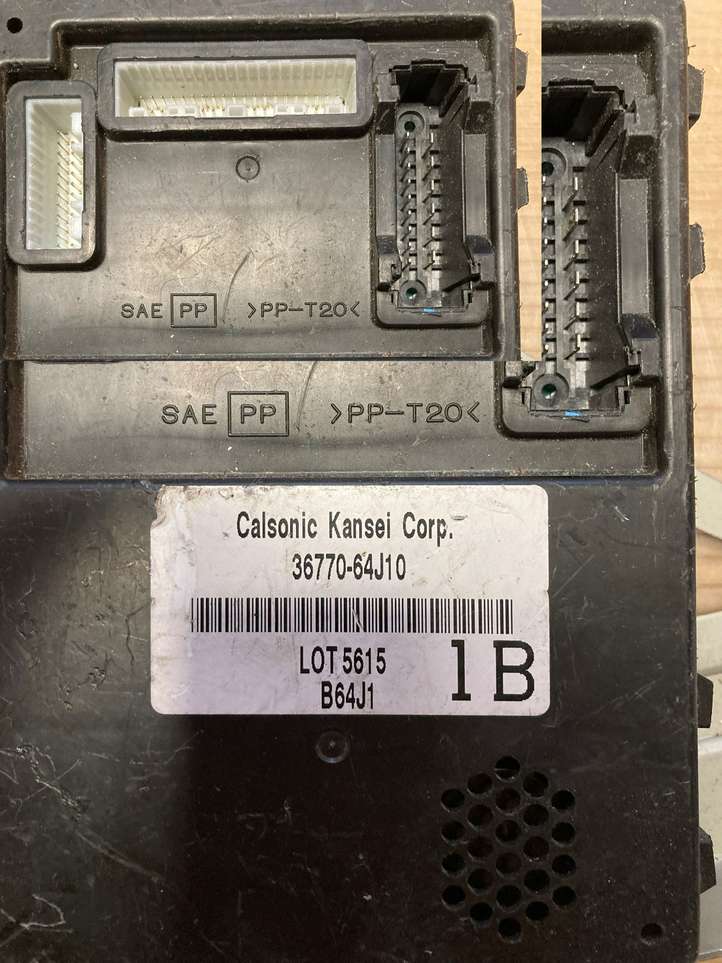 SAE PP >PP-T20<
SAE PP >PP-T20<
Calsonic Kansei Corp.
36770-64J10
LOT 5615
B64J1
1B